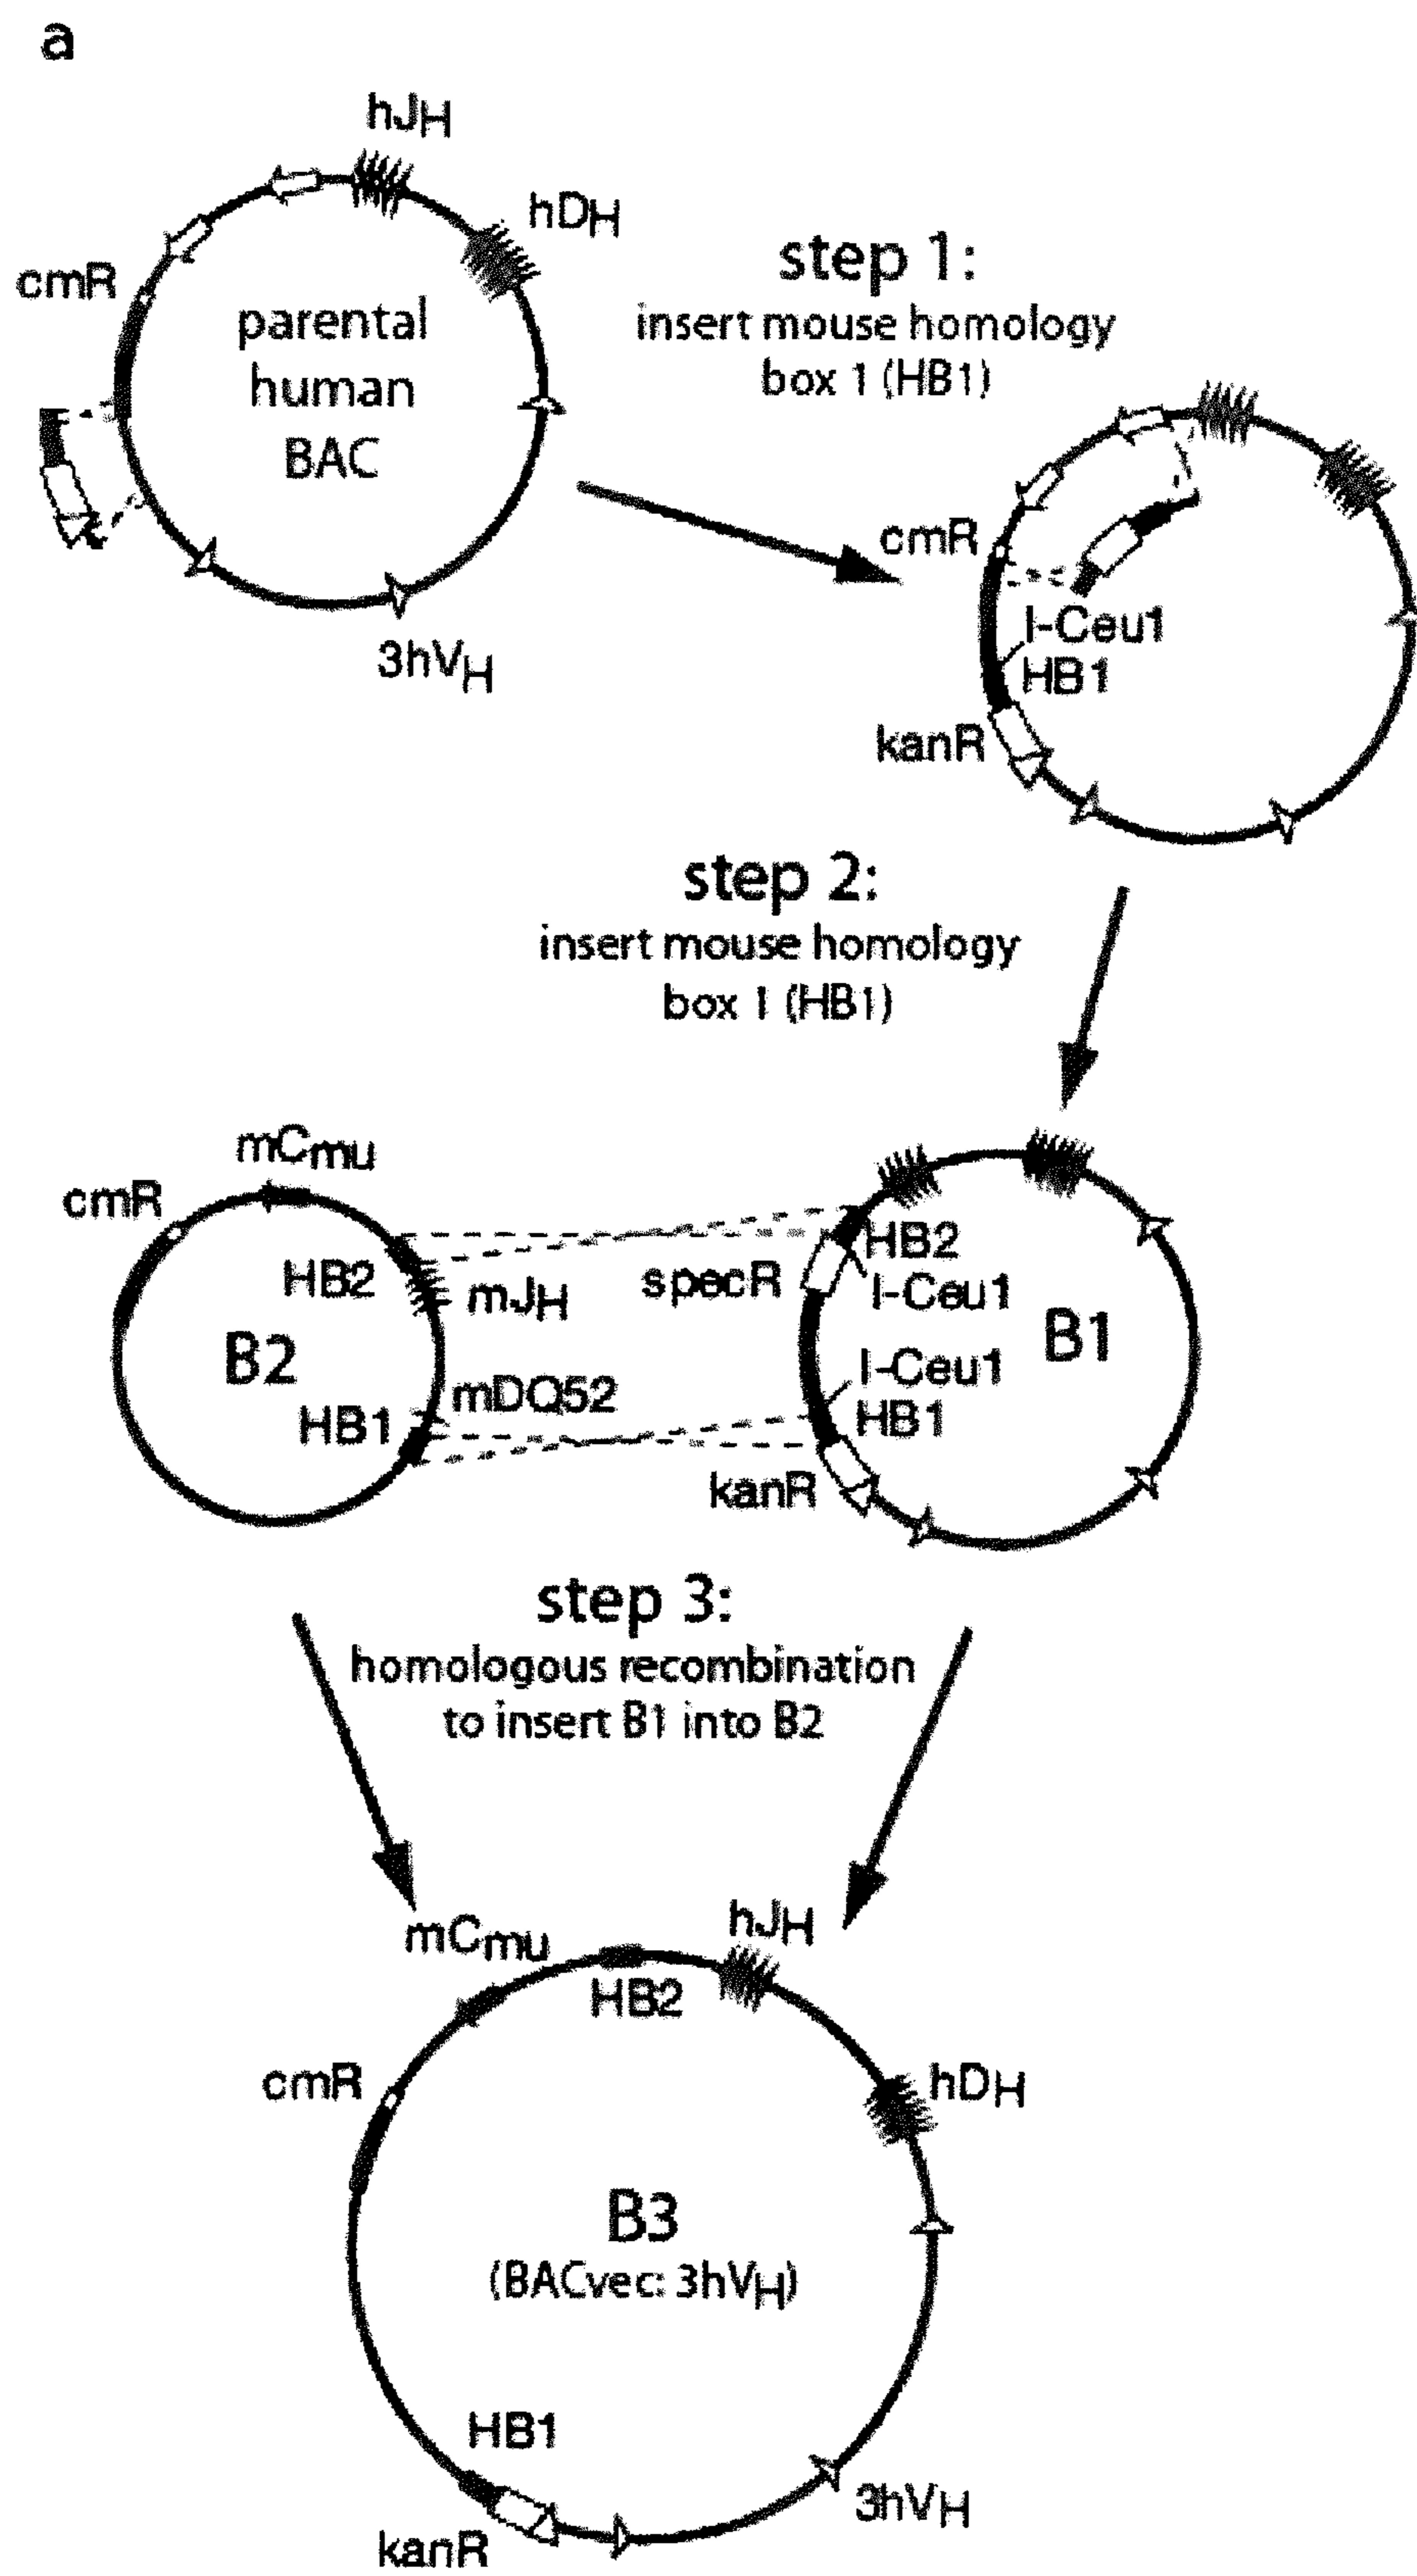 a
hJH
hDH
cmR
parental
human
BAC
3hVH
step 1:
insert mouse homology
box 1 (HB1)
cmR
I-Ceu1
HB1
kanR
step 2:
insert mouse homology
box 1 (HB1)
mCmu
cmR
HB2
mJH
B2
mDQ52
HB1
HB2
specR
I-Ceu1
B1
I-Ceu1
HB1
kanR
step 3:
homologous recombination
to insert B1 into B2
mCmu
hJH
HB2
cmR
hDH
B3
(BACvec: 3hVH)
HB1
3hVH
kanR